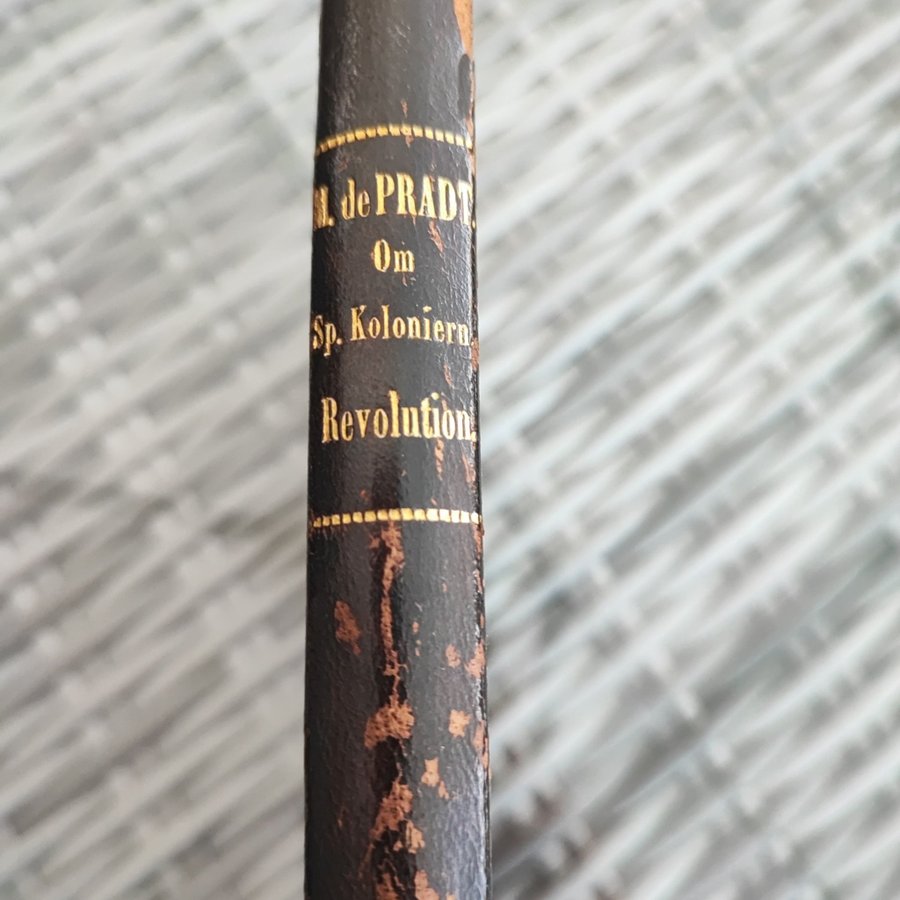 M. de PRADT.
Om
Sp. Koloniern.
Revolution.